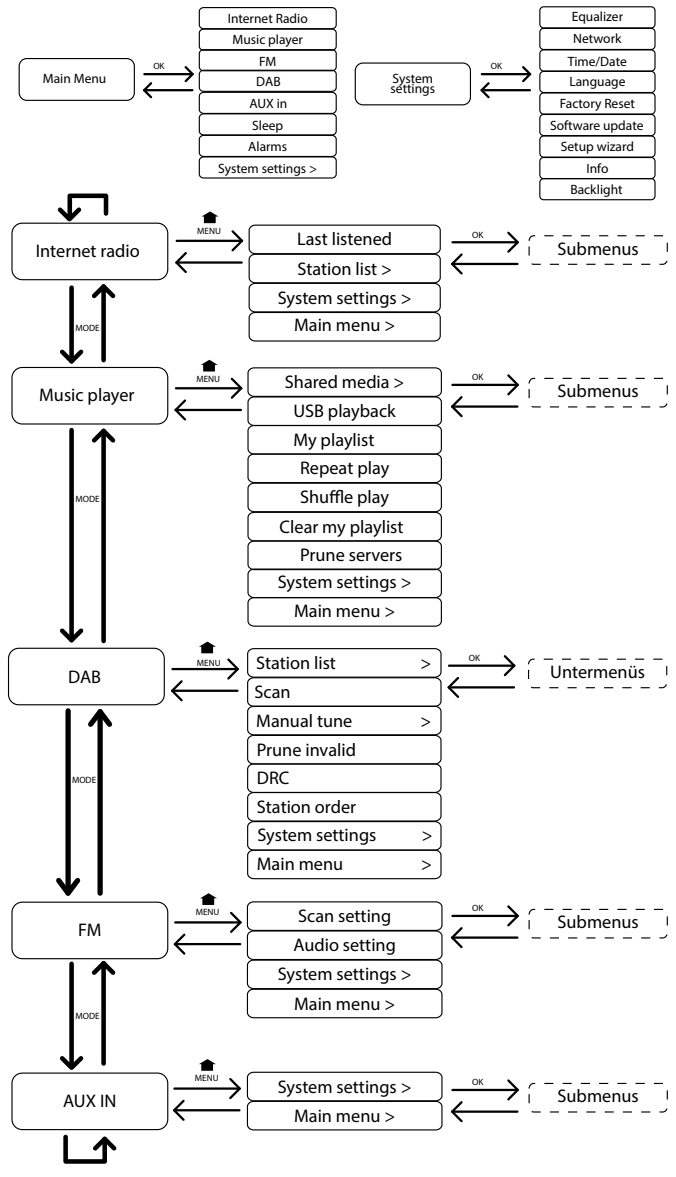 Main Menu
OK
Internet Radio
Music player
FM
DAB
AUX in
Sleep
Alarms
System settings >
System
settings
OK
Equalizer
Network
Time/Date
Language
Factory Reset
Software update
Setup wizard
Info
Backlight
Internet radio
MENU
Last listened
Station list >
System settings >
Main menu >
OK
Submenus
MODE
Music player
MENU
Shared media >
USB playback
My playlist
Repeat play
Shuffle play
Clear my playlist
Prune servers
System settings >
Main menu >
OK
Submenus
MODE
DAB
MENU
Station list >
Scan
Manual tune >
Prune invalid
DRC
Station order
System settings >
Main menu >
OK
Untermenüs
MODE
FM
MENU
Scan setting
Audio setting
System settings >
Main menu >
OK
Submenus
MODE
AUX IN
MENU
System settings >
Main menu >
OK
Submenus